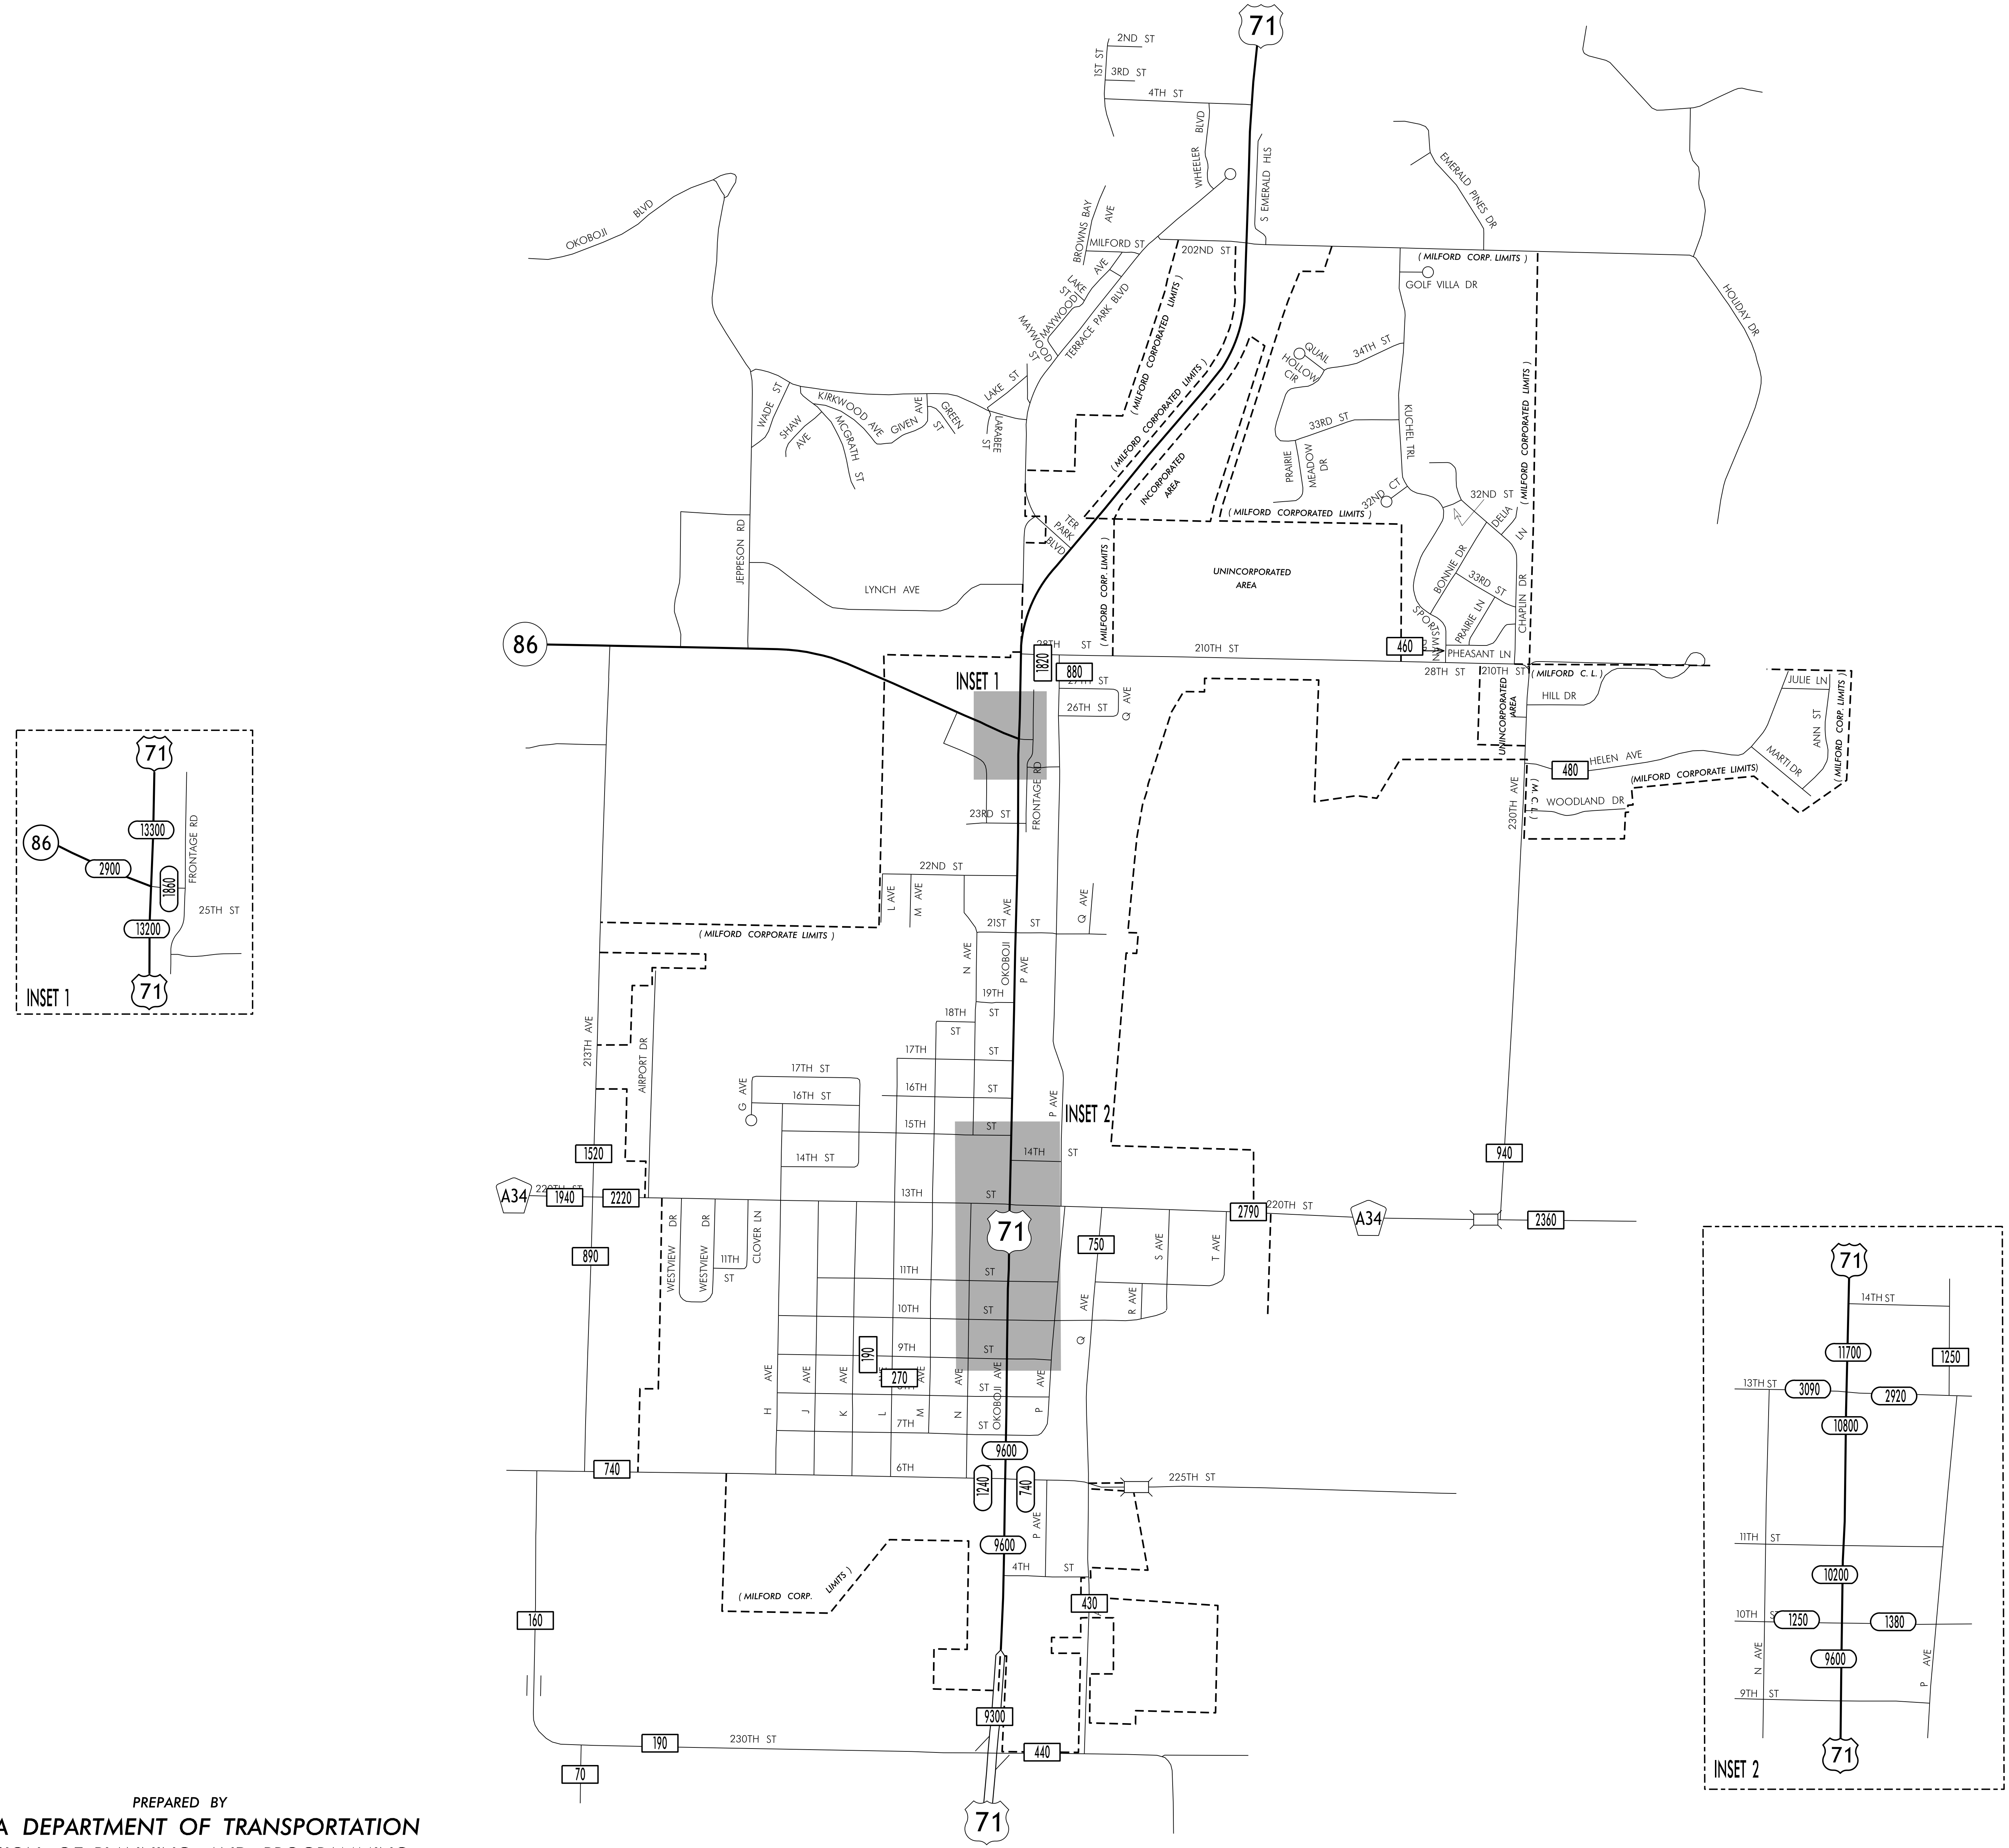 71
2ND ST
1ST ST
3RD ST
4TH ST
WHEELER BLVD
S EMERALD HLS
EMERALD PINES DR
OKOBOJI BLVD
BROWNS BAY AVE
MILFORD ST
202ND ST
( MILFORD CORP. LIMITS )
GOLF VILLA DR
HOLIDAY DR
LAKE AVE
ST
MAYWOOD
MAYWOOD ST
TERRACE PARK BLVD
( MILFORD CORPORATED LIMITS )
( MILFORD CORPORATED LIMITS )
INCORPORATED
AREA
QUAIL
HOLLOW
CIR
34TH ST
33RD ST
KUCHEL TRL
PRAIRIE
MEADOW
DR
( MILFORD CORPORATED LIMITS )
WADE ST
SHAW AVE
KIRKWOOD AVE
MCGRATH ST
GIVEN AVE
GREEN ST
LAKE ST
LARABEE ST
32ND CT
32ND ST
DELIA LN
( MILFORD CORPORATED LIMITS )
TER
PARK
BLVD
JEPPESON RD
LYNCH AVE
( MILFORD CORP. LIMITS )
UNINCORPORATED
AREA
BONNIE DR
33RD ST
CHAPLIN DR
PRAIRIE LN
SPORTSMAN
PHEASANT LN
86
28TH ST
1820
880
210TH ST
460
28TH ST
210TH ST
( MILFORD C. L. )
INSET 1
27TH ST
26TH ST
Q AVE
UNINCORPORATED
AREA
HILL DR
JULIE LN
ANN ST
MARTI DR
( MILFORD CORP. LIMITS )
480
HELEN AVE
(MILFORD CORPORATE LIMITS)
WOODLAND DR
( M. C. L. )
230TH AVE
FRONTAGE RD
23RD ST
71
13300
86
2900
1860
FRONTAGE RD
25TH ST
13200
71
INSET 1
22ND ST
L AVE
M AVE
21ST ST
Q AVE
( MILFORD CORPORATE LIMITS )
N AVE
OKOBOJI AVE
P AVE
19TH ST
18TH ST
17TH ST
16TH ST
15TH ST
213TH AVE
AIRPORT DR
G AVE
17TH ST
16TH ST
14TH ST
P AVE
INSET 2
14TH ST
1520
940
A34
220TH ST
1940
2220
13TH ST
2790
220TH ST
A34
2360
71
750
890
WESTVIEW DR
WESTVIEW DR
11TH ST
CLOVER LN
11TH ST
S AVE
T AVE
R AVE
10TH ST
Q AVE
9TH ST
190
270
ST
H AVE
J AVE
K AVE
L
M AVE
N AVE
OKOBOJI AVE
P AVE
7TH ST
9600
740
6TH
1240
740
225TH ST
P AVE
9600
4TH ST
( MILFORD CORP. LIMITS )
430
160
9300
190
230TH ST
440
70
71
71
14TH ST
11700
1250
13TH ST
3090
2920
10800
11TH ST
10200
10TH
1250
1380
9600
N AVE
P AVE
9TH ST
71
INSET 2
PREPARED BY
A DEPARTMENT OF TRANSPORTATION